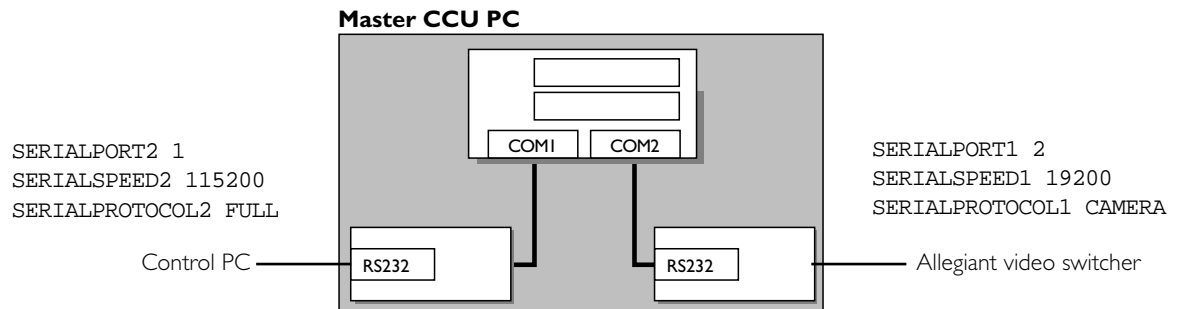 Master CCU PC
COM1 COM2
SERIALPORT2 1
SERIALSPEED2 115200
SERIALPROTOCOL2 FULL
SERIALPORT1 2
SERIALSPEED1 19200
SERIALPROTOCOL1 CAMERA
Control PC
RS232
RS232
Allegiant video switcher